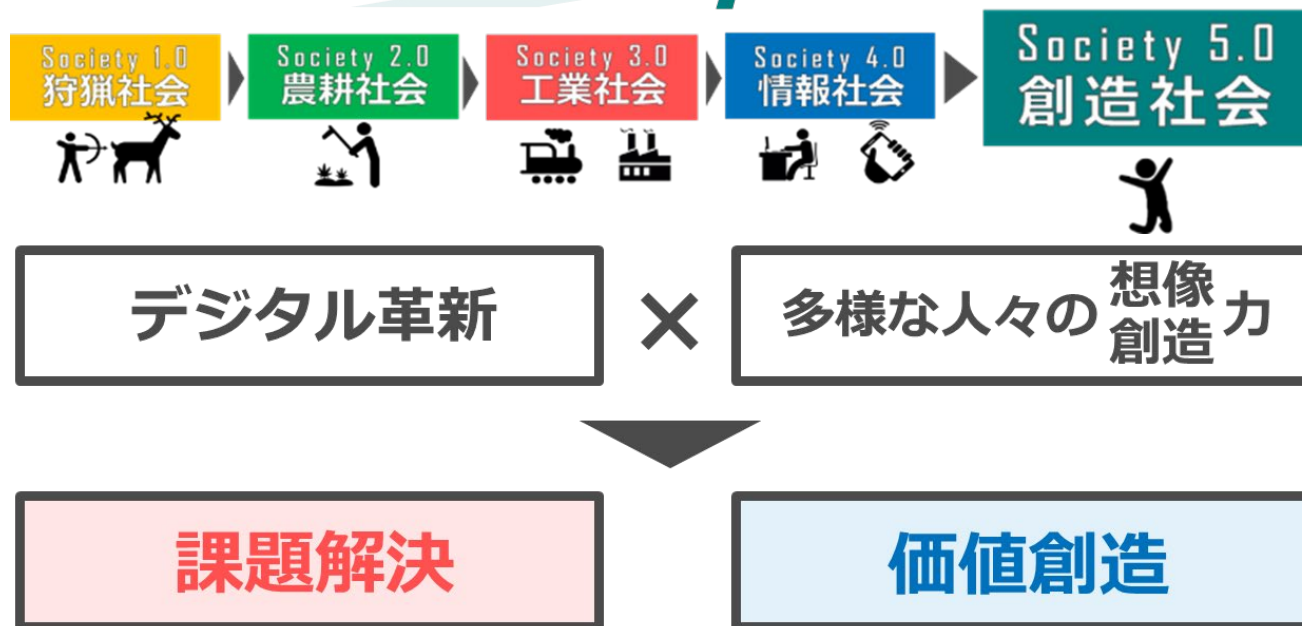 Society 1.0
狩猟社会
Society 2.0
農耕社会
Society 3.0
工業社会
Society 4.0
情報社会
Society 5.0
創造社会
デジタル革新
×
多様な人々の想像力
創造
課題解決
価値創造